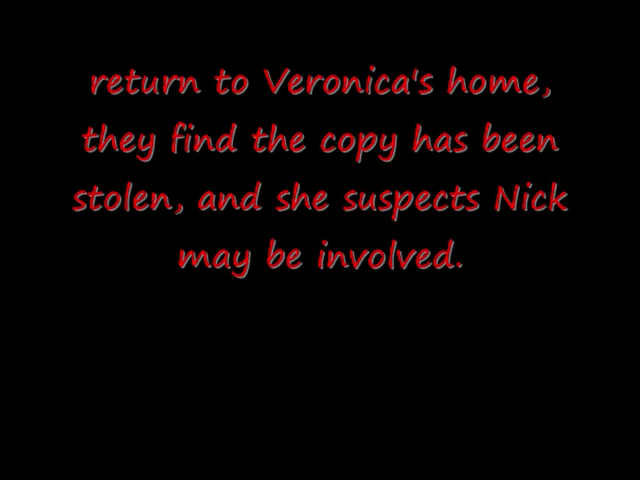 return to Veronica's home,
they find the copy has been
stolen, and she suspects Nick
may be involved.